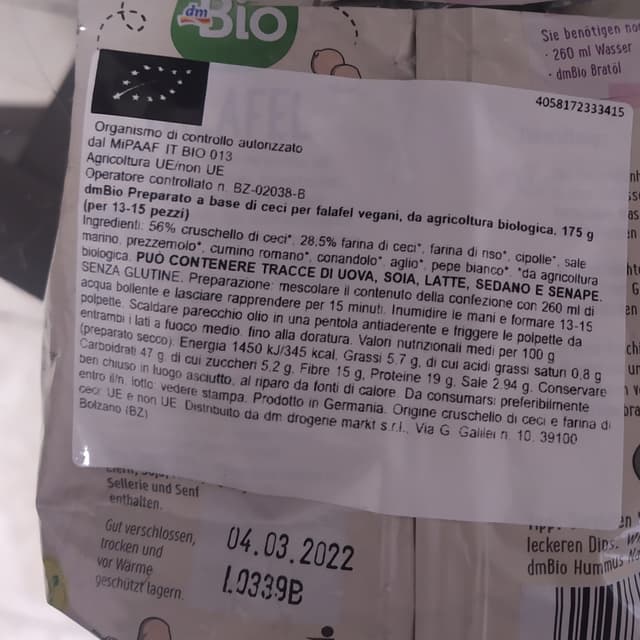 dm
Bio
Sie benötigen
· 260 ml Wasser
· dmBio Bratöl
4058172333415
Organismo di controllo autorizzato
dal MiPAAF IT BIO 013
Agricoltura UE/non UE
Operatore controllato n. BZ-02038-B
dmBio Preparato a base di ceci per falafel vegani, da agricoltura biologica, 175 g
(per 13-15 pezzi)
Ingredienti: 56% cruschello di ceci*, 28.5% farina di ceci*, farina di riso*, cipolle*, sale
marino, prezzemolo*, cumino romano*, coriandolo*, aglio*, pepe bianco*. *da agricoltura
biologica. PUÒ CONTENERE TRACCE DI UOVA, SOIA, LATTE, SEDANO E SENAPE.
SENZA GLUTINE. Preparazione: mescolare il contenuto della confezione con 260 ml di
acqua bollente e lasciare rapprendere per 15 minuti. Inumidire le mani e formare 13-15
polpette. Scaldare parecchio olio in una pentola antiaderente e friggere le polpette da
entrambi i lati a fuoco medio, fino alla doratura. Valori nutrizionali medi per 100 g
(preparato secco): Energia 1450 kJ/345 kcal, Grassi 5,7 g, di cui acidi grassi saturi 0,8 g
Carboidrati 47 g, di cui zuccheri 5,2 g, Fibre 15 g, Proteine 19 g, Sale 2,94 g. Conservare
ben chiuso in luogo asciutto, al riparo da fonti di calore. Da consumarsi preferibilmente
entro il/n. lotto: vedere stampa. Prodotto in Germania. Origine cruschello di ceci e farina di
ceci: UE e non UE. Distribuito da dm drogerie markt s.r.l., Via G. Galilei n. 10, 39100
Bolzano (BZ)
Sellerie und Senf
enthalten.
Gut verschlossen,
trocken und
vor Wärme
geschützt lagern.
04.03.2022
L0339B
leckeren Dips.
dmBio Hummus